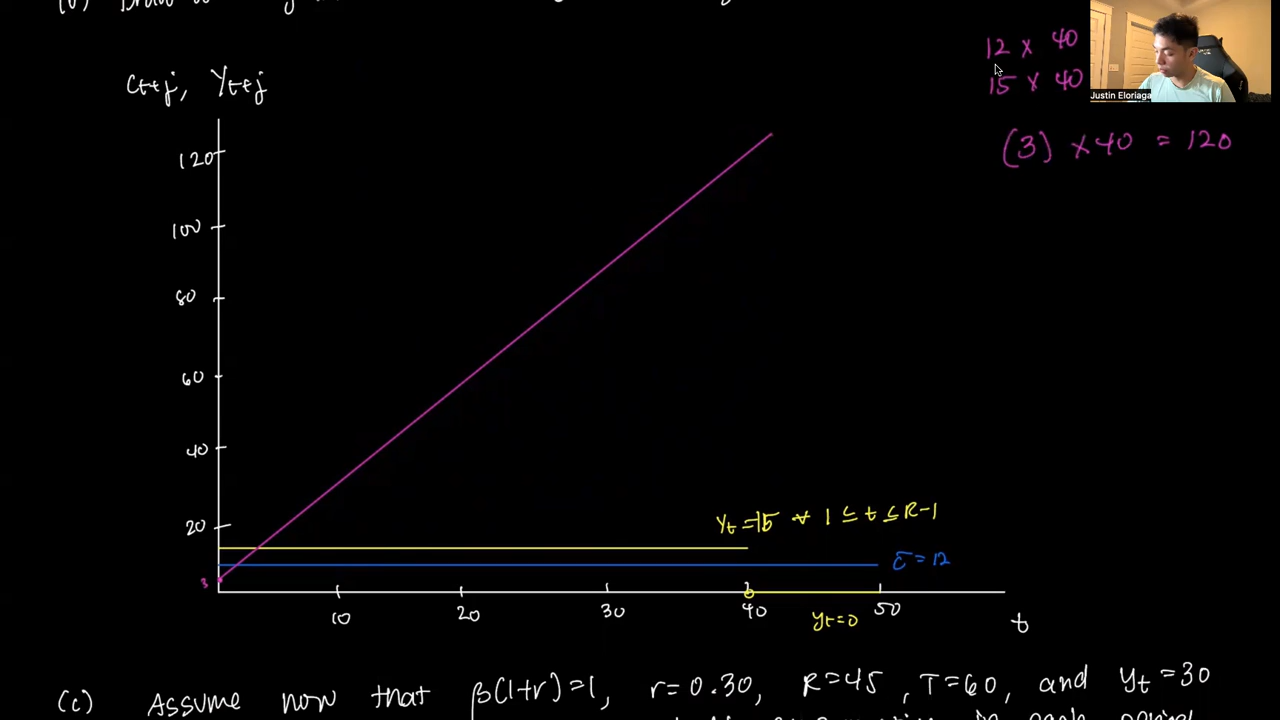 12 x 40
C t+j, Y t+j
15 x 40
Justin Eloriaga
(3) x 40 = 120
120
100
80
60
40
20
Yt = 15 ∀ 1 ≤ t ≤ R-1
c̄ = 12
3
10 20 30 40 50
yt=0
t
(c) Assume now that β(1+r)=1, r=0.30, R=45, T=60, and yt=30